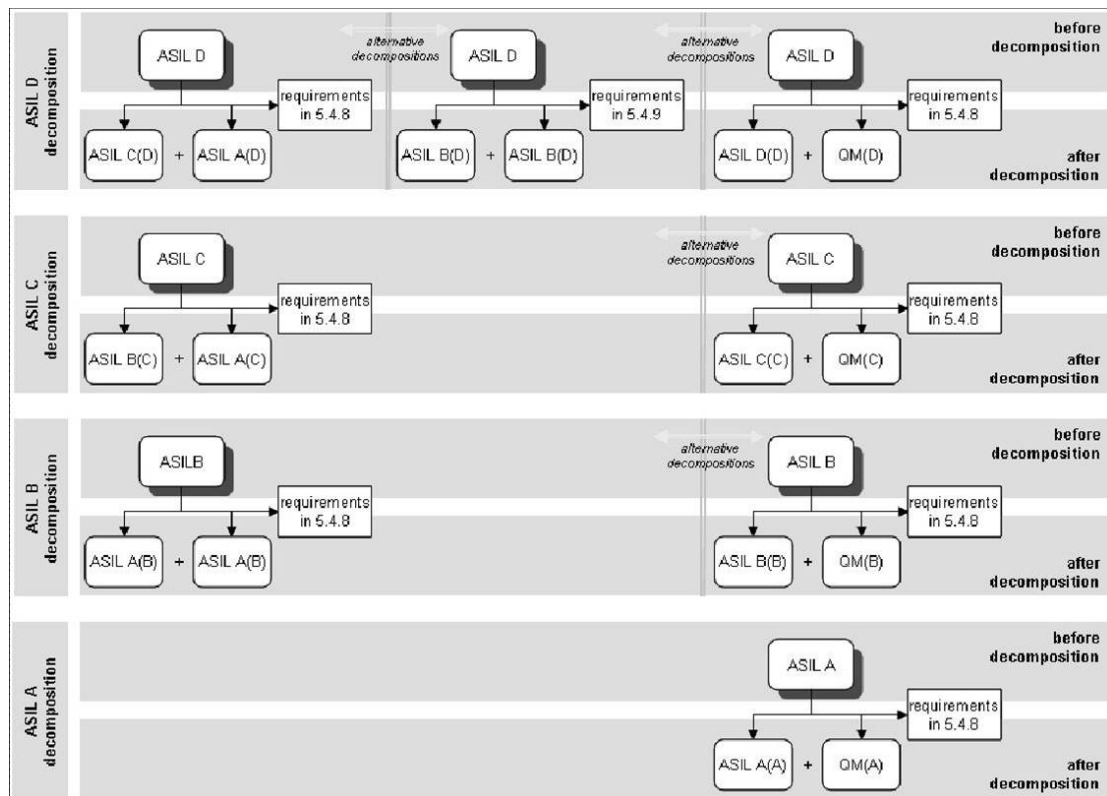 ASIL D
decomposition
before
decomposition
alternative
decompositions
alternative
decompositions
ASIL D
ASIL D
ASIL D
requirements
in 5.4.8
requirements
in 5.4.9
requirements
in 5.4.8
ASIL C(D) + ASIL A(D)
ASIL B(D) + ASIL B(D)
ASIL D(D) + QM(D)
after
decomposition
ASIL C
decomposition
before
decomposition
alternative
decompositions
ASIL C
ASIL C
requirements
in 5.4.8
requirements
in 5.4.8
ASIL B(C) + ASIL A(C)
ASIL C(C) + QM(C)
after
decomposition
ASIL B
decomposition
before
decomposition
alternative
decompositions
ASILB
ASIL B
requirements
in 5.4.8
requirements
in 5.4.8
ASIL A(B) + ASIL A(B)
ASIL B(B) + QM(B)
after
decomposition
ASIL A
decomposition
before
decomposition
ASIL A
requirements
in 5.4.8
ASIL A(A) + QM(A)
after
decomposition